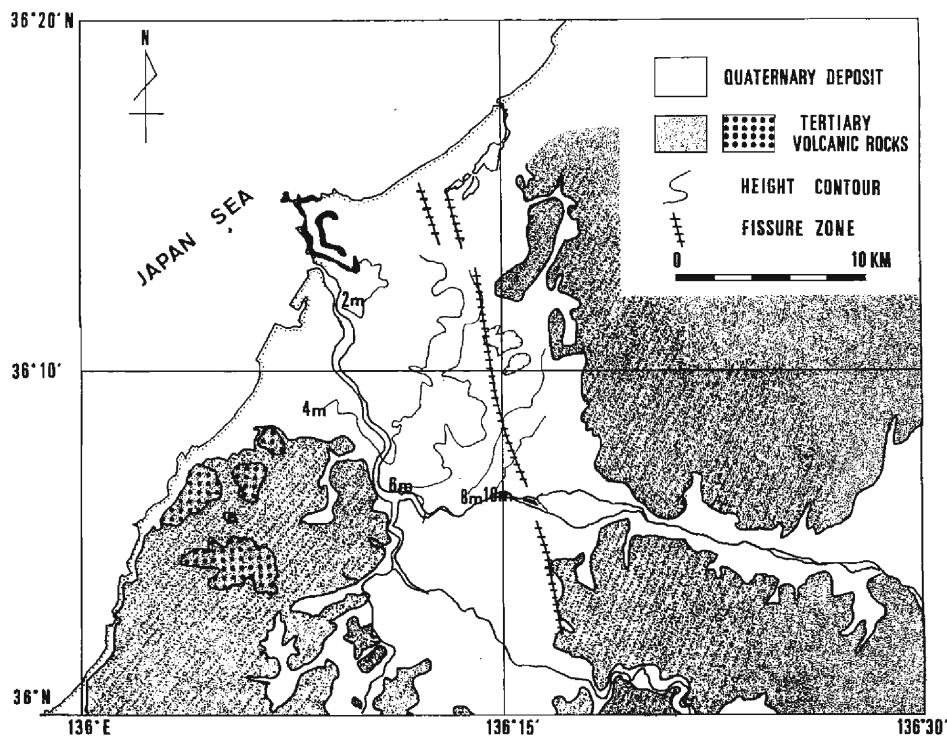 36°20'N
N
QUATERNARY DEPOSIT
TERTIARY
VOLCANIC ROCKS
HEIGHT CONTOUR
FISSURE ZONE
0 10 KM
JAPAN SEA
2m
36°10'
4m
6m
8m 10m
36°N
136°E 136°15' 136°30'